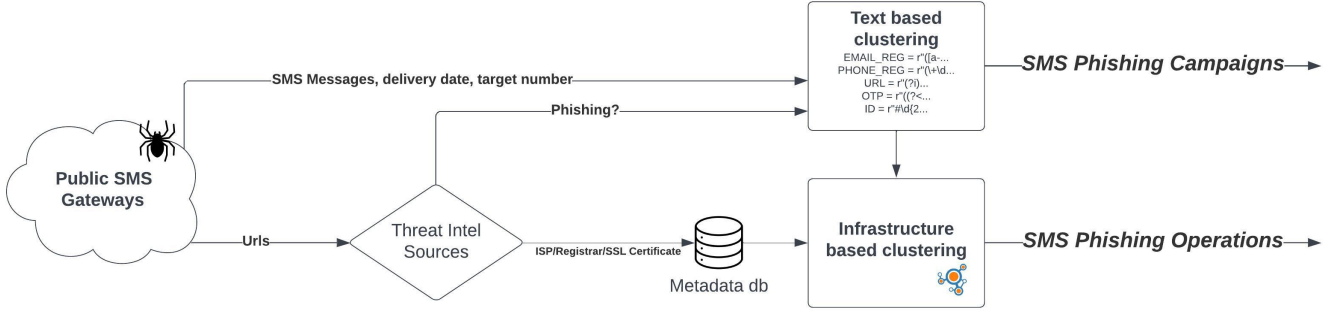 Text based
clustering
EMAIL_REG = r"([a-...
PHONE_REG = r"(\+\d...
URL = r"(?i)...
OTP = r"((?<...
ID = r"#\d{2...
SMS Phishing Campaigns
SMS Messages, delivery date, target number
Phishing?
Public SMS
Gateways
Urls
Threat Intel
Sources
ISP/Registrar/SSL Certificate
Metadata db
Infrastructure
based clustering
SMS Phishing Operations